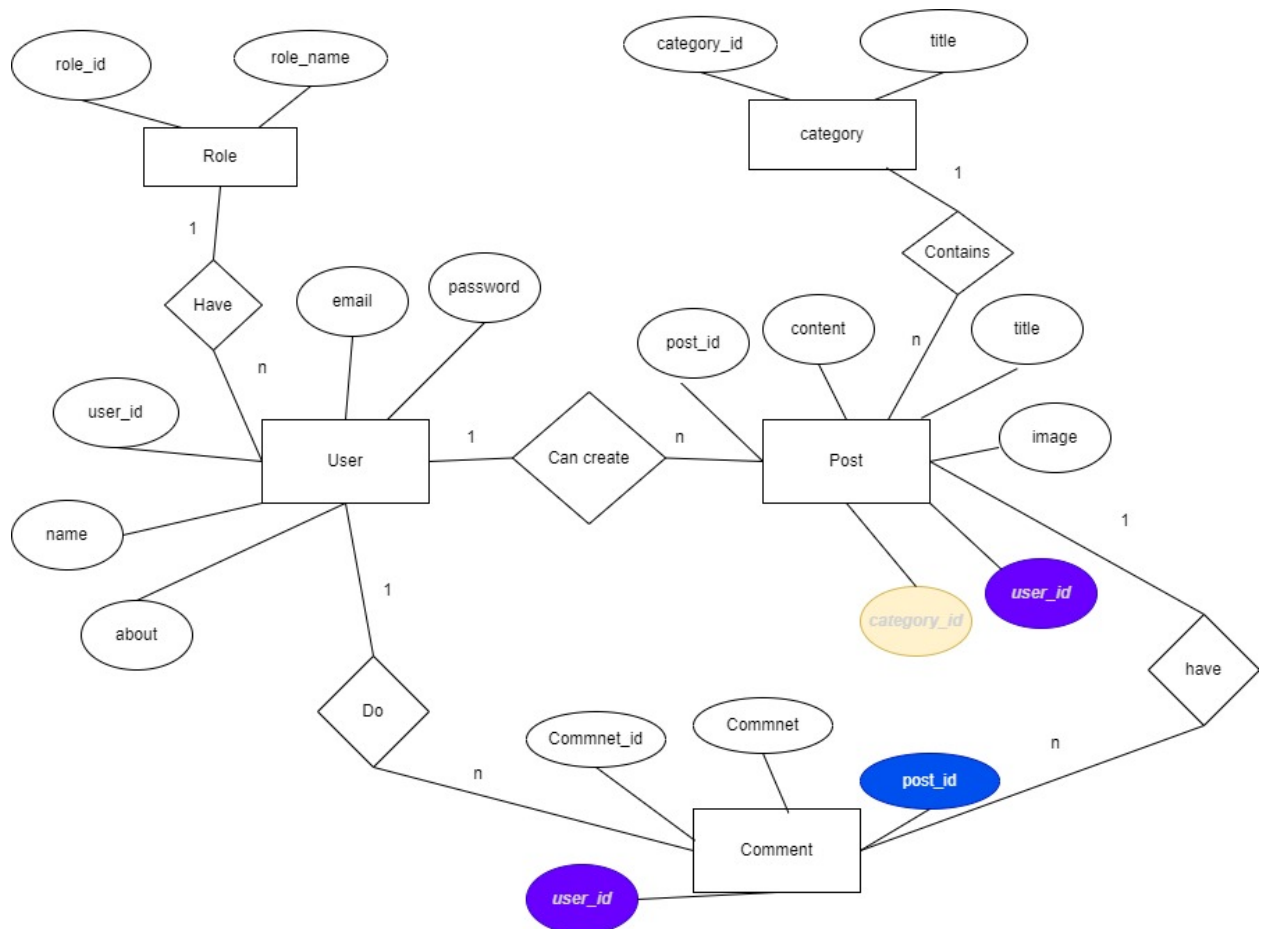 role_id
role_name
category_id
title
Role
category
1
1
Have
Contains
email
password
n
n
post_id
content
title
user_id
image
User
1
Can create
n
Post
name
1
about
1
category_id
user_id
have
Do
Commnet_id
Commnet
n
n
post_id
Comment
user_id